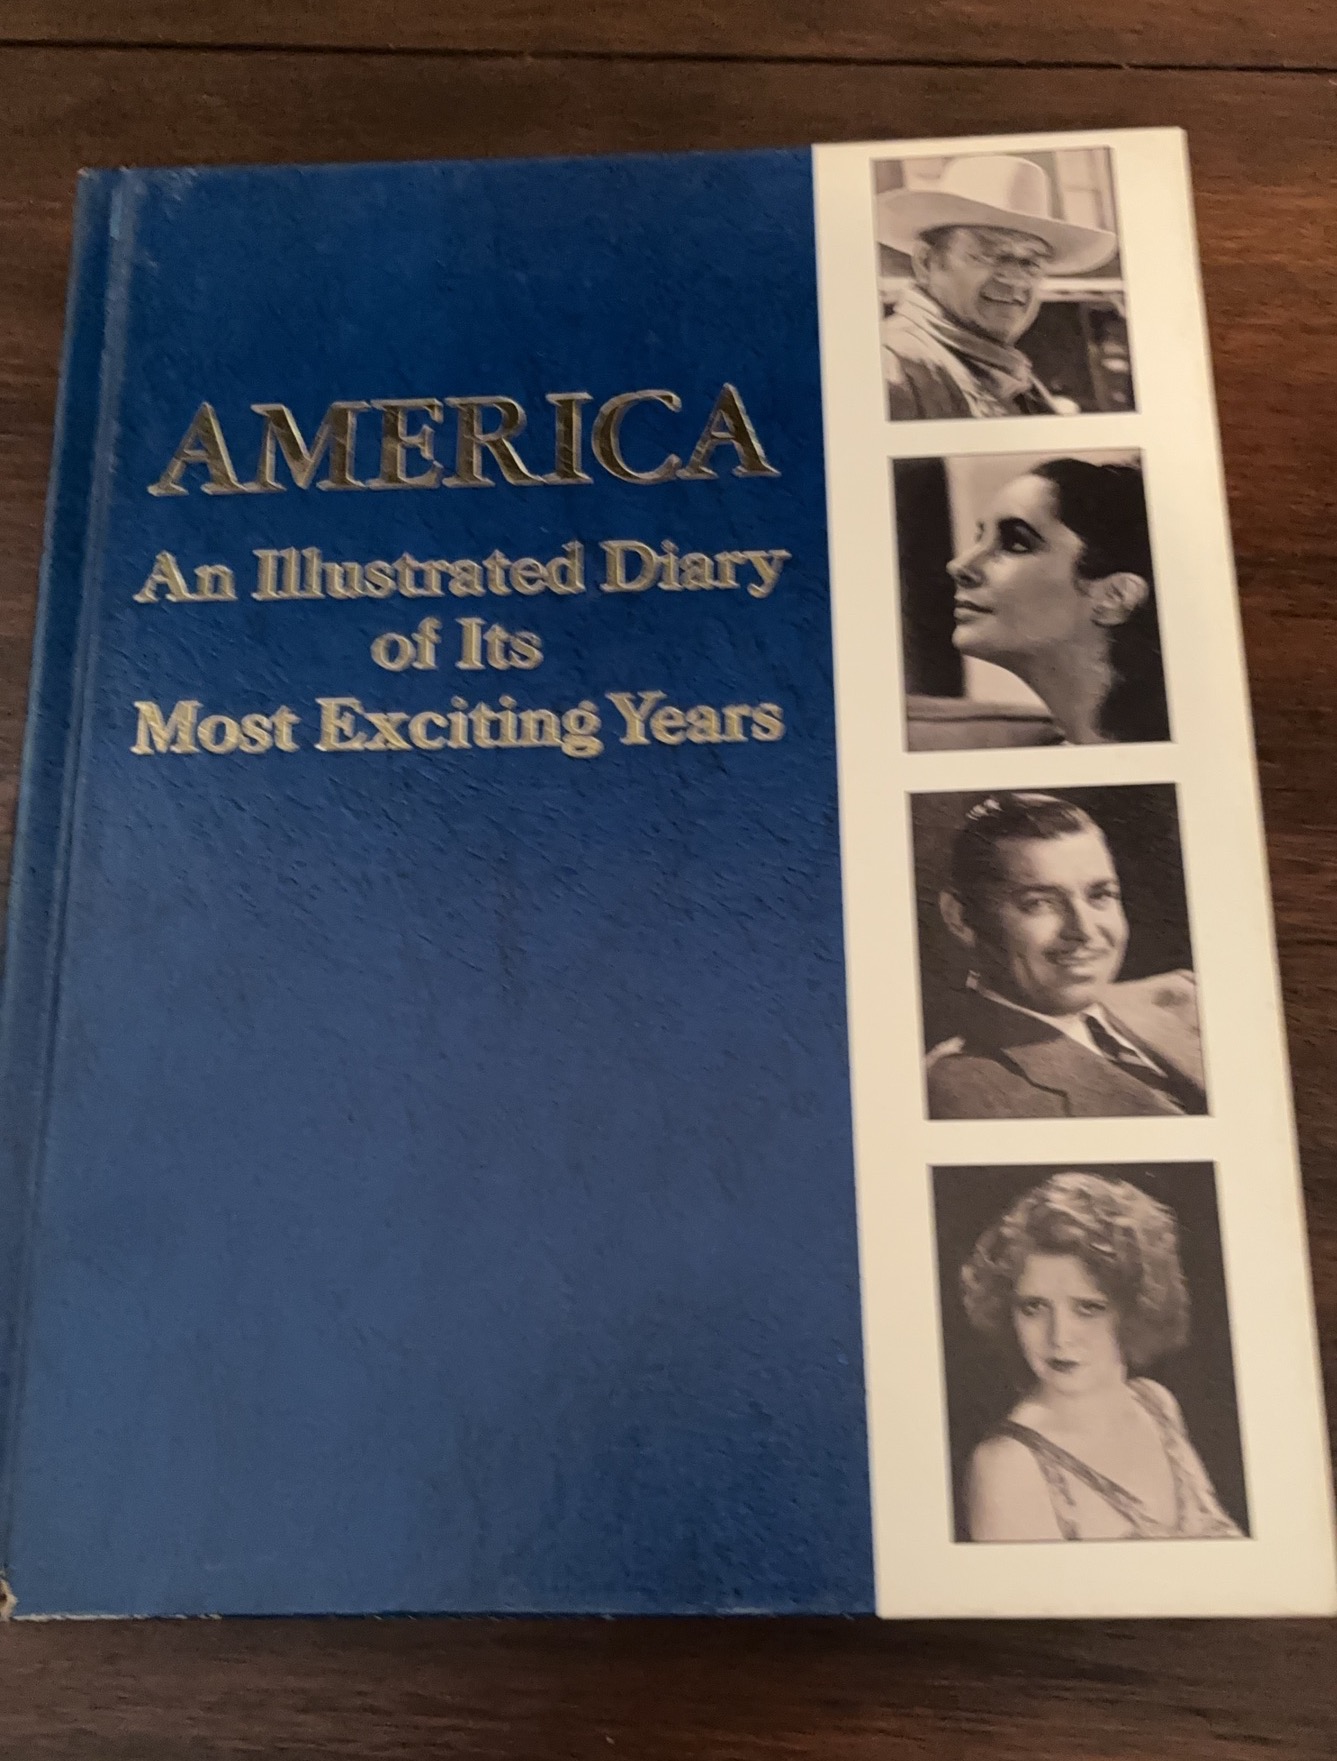 AMERICA
An Illustrated Diary
of Its
Most Exciting Years